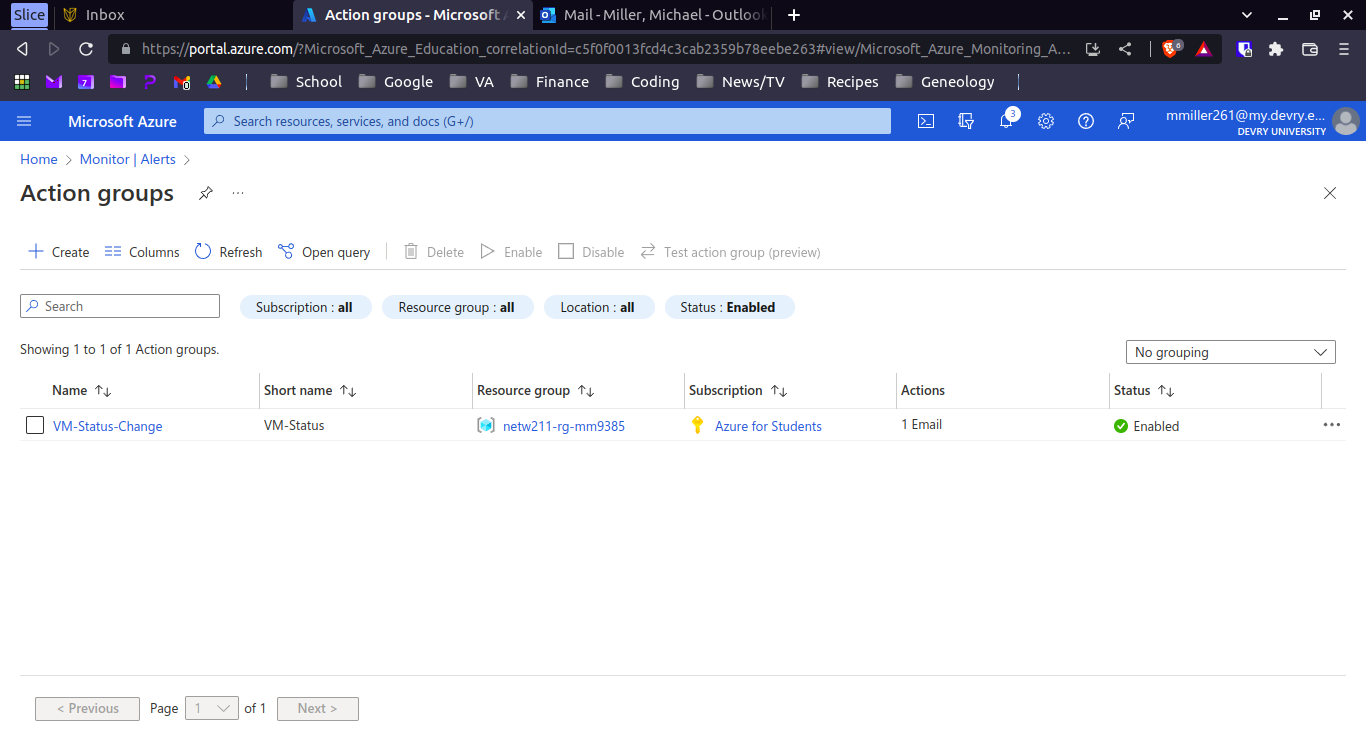 Slice Inbox Action groups - Microsoft A Mail - Miller, Michael - Outlook
https://portal.azure.com/?Microsoft_Azure_Education_correlationId=c5f0f0013fcd4c3cab2359b78eebe263#view/Microsoft_Azure_Monitoring_A... 6
7 0 School Google VA Finance Coding News/TV Recipes Geneology
Microsoft Azure Search resources, services, and docs (G+/) 3 mmiller261@my.devry.e...
DEVRY UNIVERSITY
Home > Monitor | Alerts >
Action groups ...
Create Columns Refresh Open query Delete Enable Disable Test action group (preview)
Search Subscription : all Resource group : all Location : all Status : Enabled
Showing 1 to 1 of 1 Action groups.
No grouping
Name ↑↓ Short name ↑↓ Resource group ↑↓ Subscription ↑↓ Actions Status ↑↓
VM-Status-Change VM-Status netw211-rg-mm9385 Azure for Students 1 Email Enabled ...
< Previous Page 1 of 1 Next >